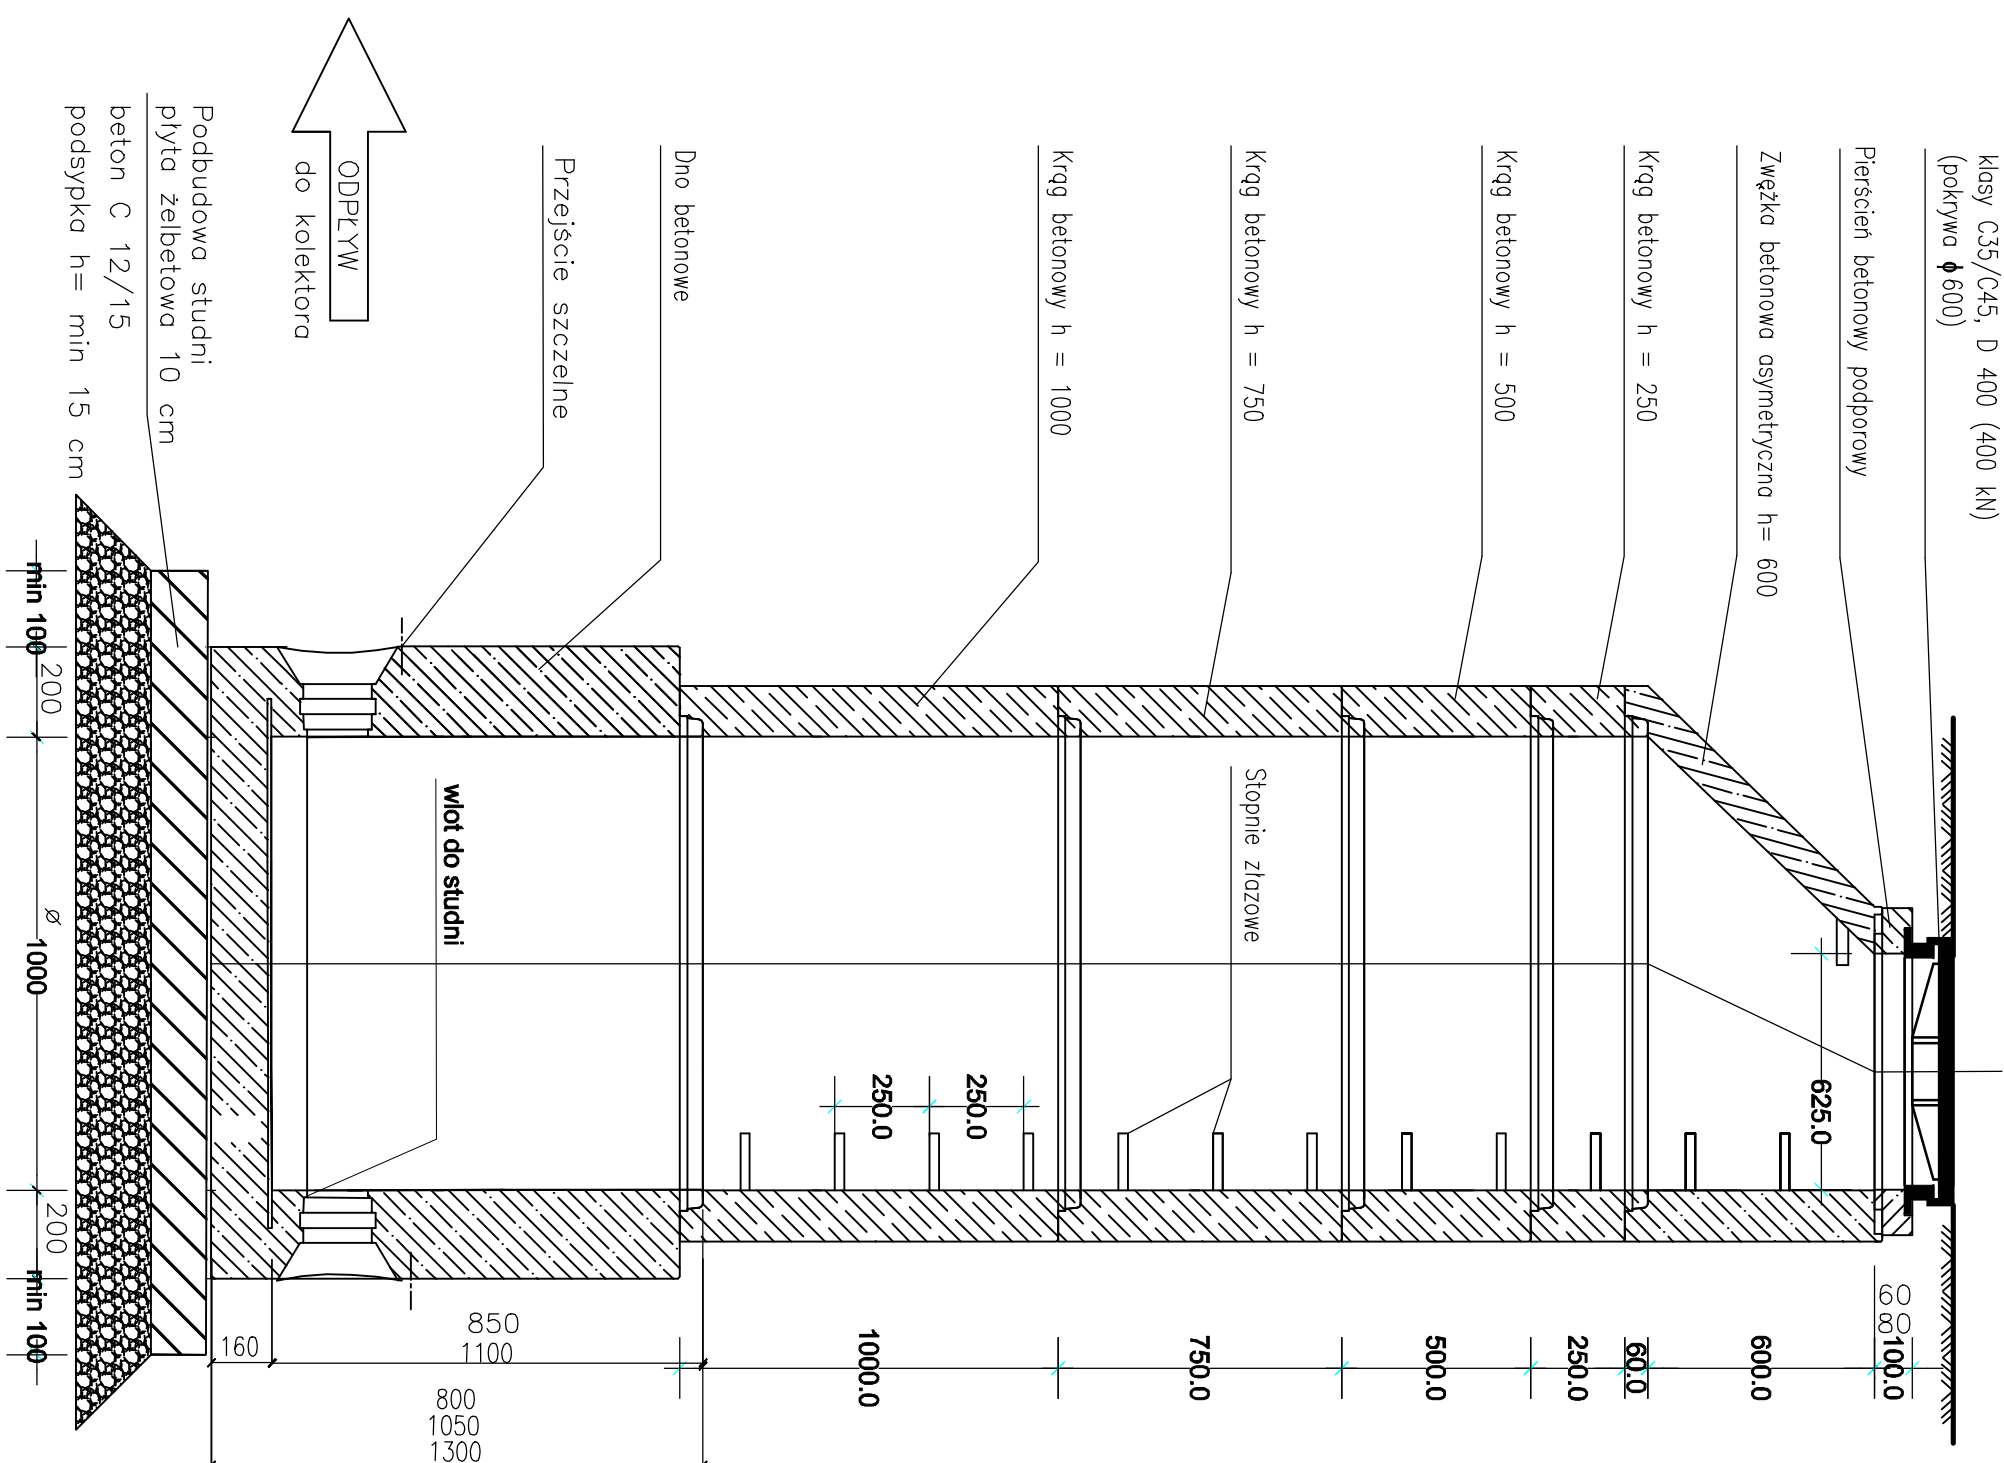 klasy C35/C45, D 400 (400 kN)
(pokrywa ϕ 600)
Pierścień betonowy podporowy
Zwężka betonowa asymetryczna h= 600
Krąg betonowy h = 250
Krąg betonowy h = 500
Krąg betonowy h = 750
Krąg betonowy h = 1000
Dno betonowe
Przejście szczelne
ODPŁYW
do kolektora
Podbudowa studni
płyta żelbetowa 10 cm
beton C 12/15
podsypka h= min 15 cm
Stopnie złazowe
wlot do studni
625.0
250.0
250.0
60
80
100.0
600.0
60.0
250.0
500.0
750.0
1000.0
850
1100
160
800
1050
1300
min 100
200
ø 1000
200
min 100